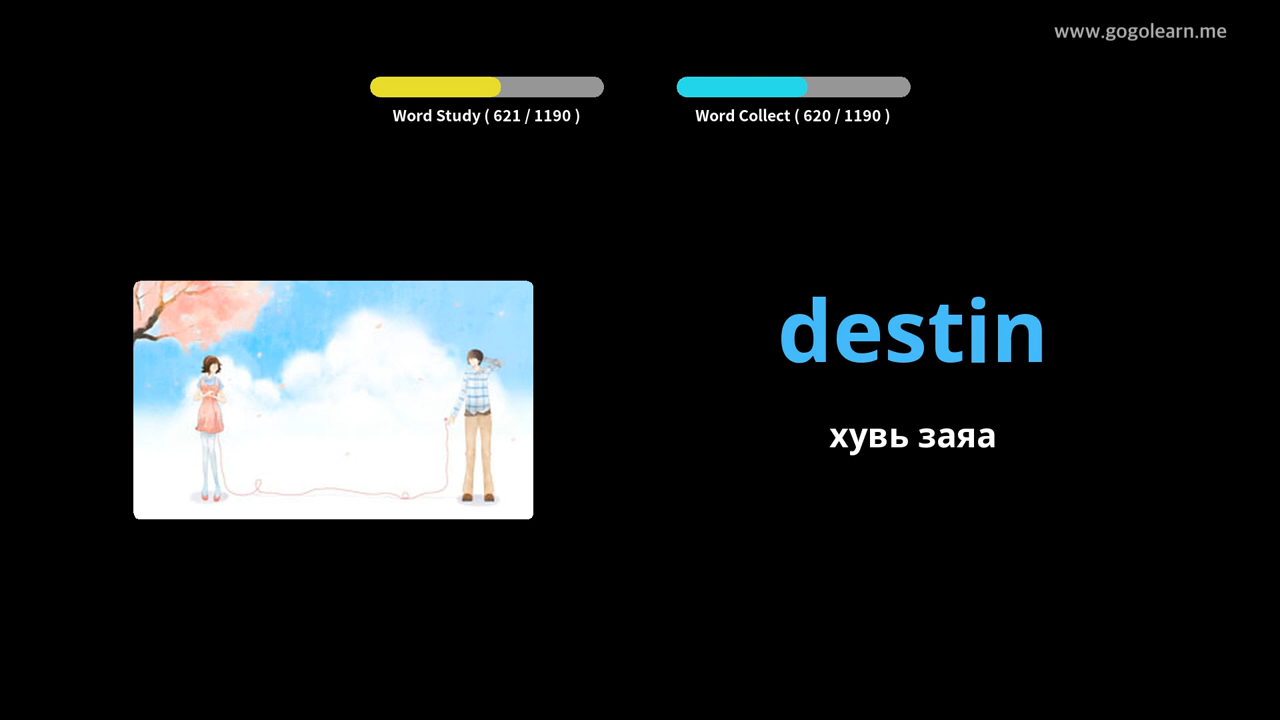 www.gogolearn.me
Word Study ( 621 / 1190 )
Word Collect ( 620 / 1190 )
destin
хувь заяа